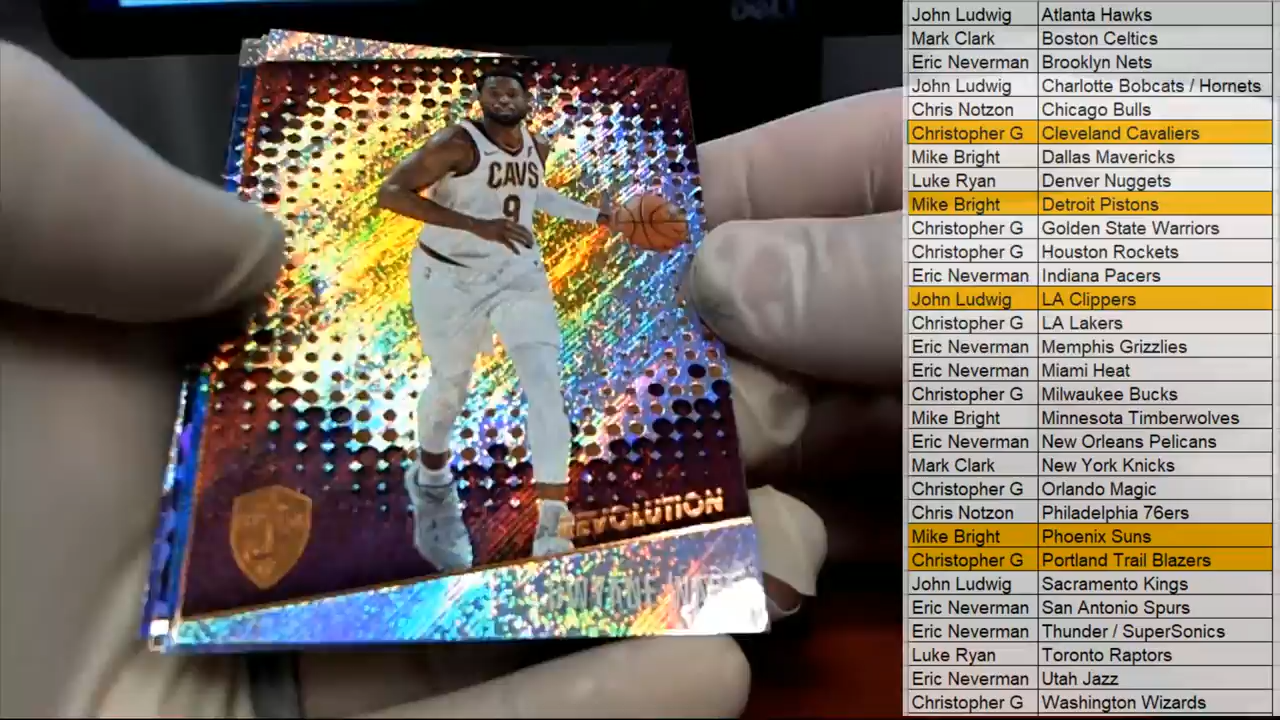 CAVS
9
REVOLUTION
DWYANE
John Ludwig Atlanta Hawks
Mark Clark Boston Celtics
Eric Neverman Brooklyn Nets
John Ludwig Charlotte Bobcats / Hornets
Chris Notzon Chicago Bulls
Christopher G Cleveland Cavaliers
Mike Bright Dallas Mavericks
Luke Ryan Denver Nuggets
Mike Bright Detroit Pistons
Christopher G Golden State Warriors
Christopher G Houston Rockets
Eric Neverman Indiana Pacers
John Ludwig LA Clippers
Christopher G LA Lakers
Eric Neverman Memphis Grizzlies
Eric Neverman Miami Heat
Christopher G Milwaukee Bucks
Mike Bright Minnesota Timberwolves
Eric Neverman New Orleans Pelicans
Mark Clark New York Knicks
Christopher G Orlando Magic
Chris Notzon Philadelphia 76ers
Mike Bright Phoenix Suns
Christopher G Portland Trail Blazers
John Ludwig Sacramento Kings
Eric Neverman San Antonio Spurs
Eric Neverman Thunder / SuperSonics
Luke Ryan Toronto Raptors
Eric Neverman Utah Jazz
Christopher G Washington Wizards